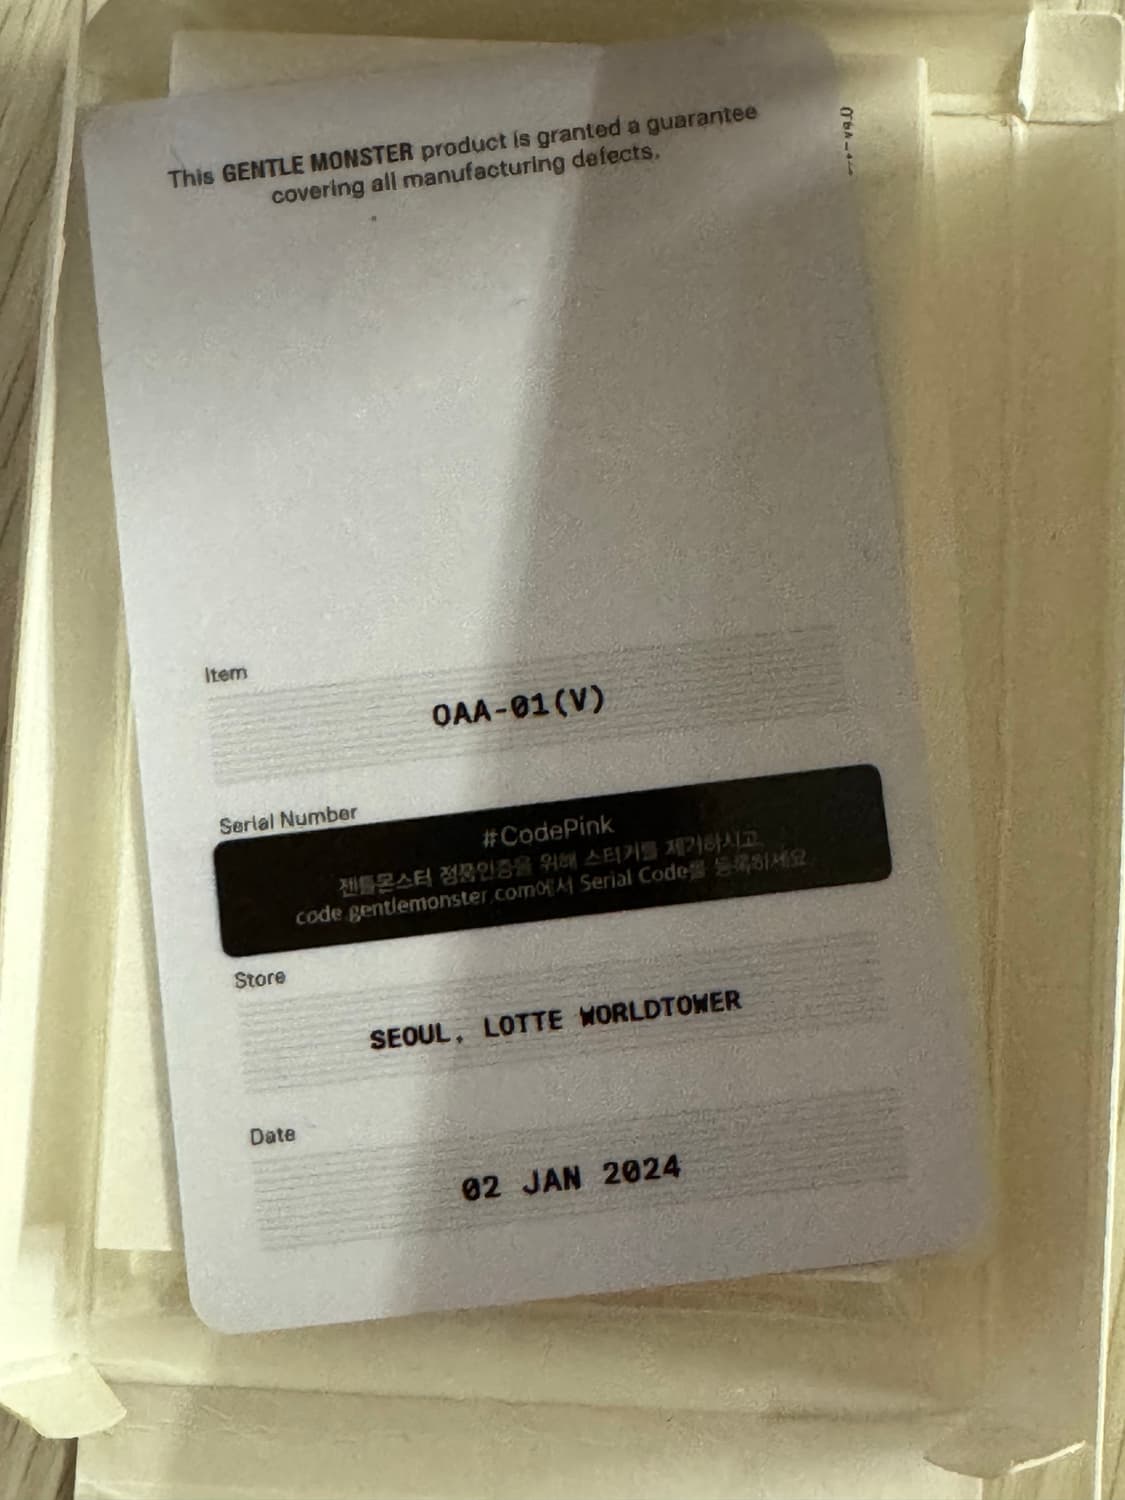 This GENTLE MONSTER product is granted a guarantee
covering all manufacturing defects.
Item
OAA-01(V)
Serial Number
#CodePink
젠틀몬스터 정품인증을 위해 스티커를 제거하시고
code.gentlemonster.com에서 Serial Code를 등록하세요
Store
SEOUL, LOTTE WORLDTOWER
Date
02 JAN 2024